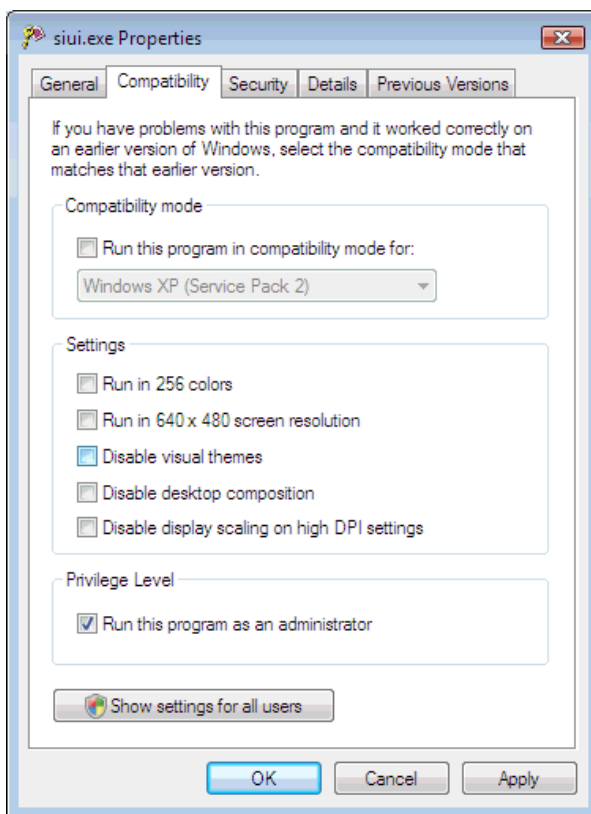 siui.exe Properties
General Compatibility Security Details Previous Versions
If you have problems with this program and it worked correctly on
an earlier version of Windows, select the compatibility mode that
matches that earlier version.
Compatibility mode
Run this program in compatibility mode for:
Windows XP (Service Pack 2)
Settings
Run in 256 colors
Run in 640 x 480 screen resolution
Disable visual themes
Disable desktop composition
Disable display scaling on high DPI settings
Privilege Level
Run this program as an administrator
Show settings for all users
OK Cancel Apply